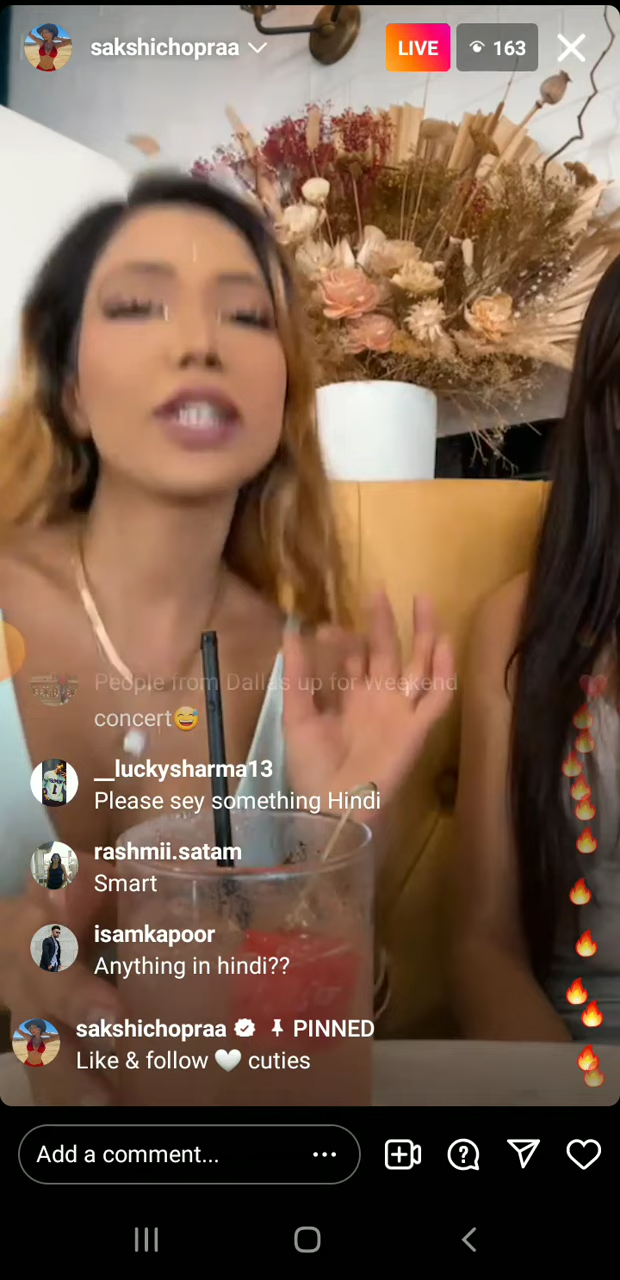 sakshichopraa
LIVE
163
People from Dallas up for Weekend
concert😅
__luckysharma13
Please sey something Hindi
rashmii.satam
Smart
isamkapoor
Anything in hindi??
sakshichopraa PINNED
Like & follow 🤍 cuties
Add a comment...